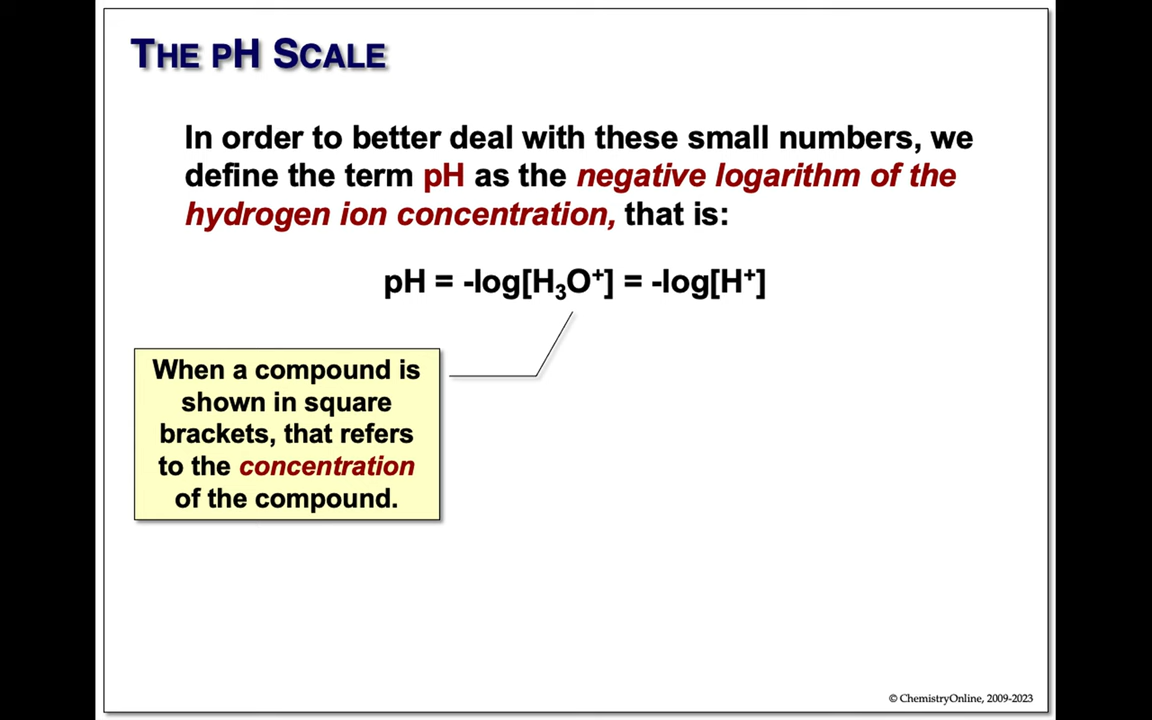 THE PH SCALE
In order to better deal with these small numbers, we
define the term pH as the negative logarithm of the
hydrogen ion concentration, that is:
pH = -log[H₃O⁺] = -log[H⁺]
When a compound is
shown in square
brackets, that refers
to the concentration
of the compound.
© ChemistryOnline, 2009-2023